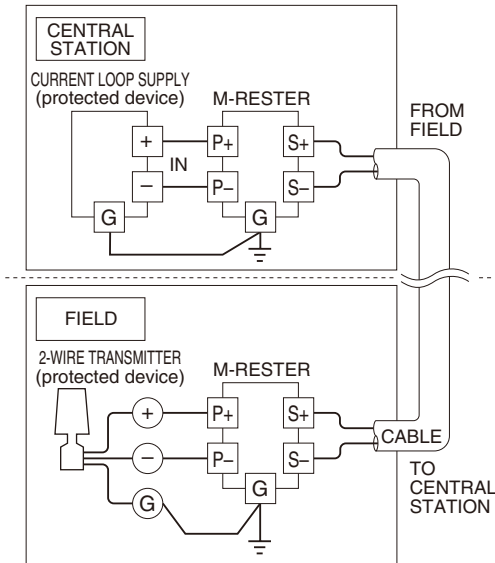 CENTRAL
STATION
CURRENT LOOP SUPPLY
(protected device)
M-RESTER
FROM
FIELD
+
P+
S+
IN
–
P–
S–
G
G
FIELD
2-WIRE TRANSMITTER
(protected device)
M-RESTER
+
P+
S+
–
P–
S–
CABLE
G
G
TO
CENTRAL
STATION